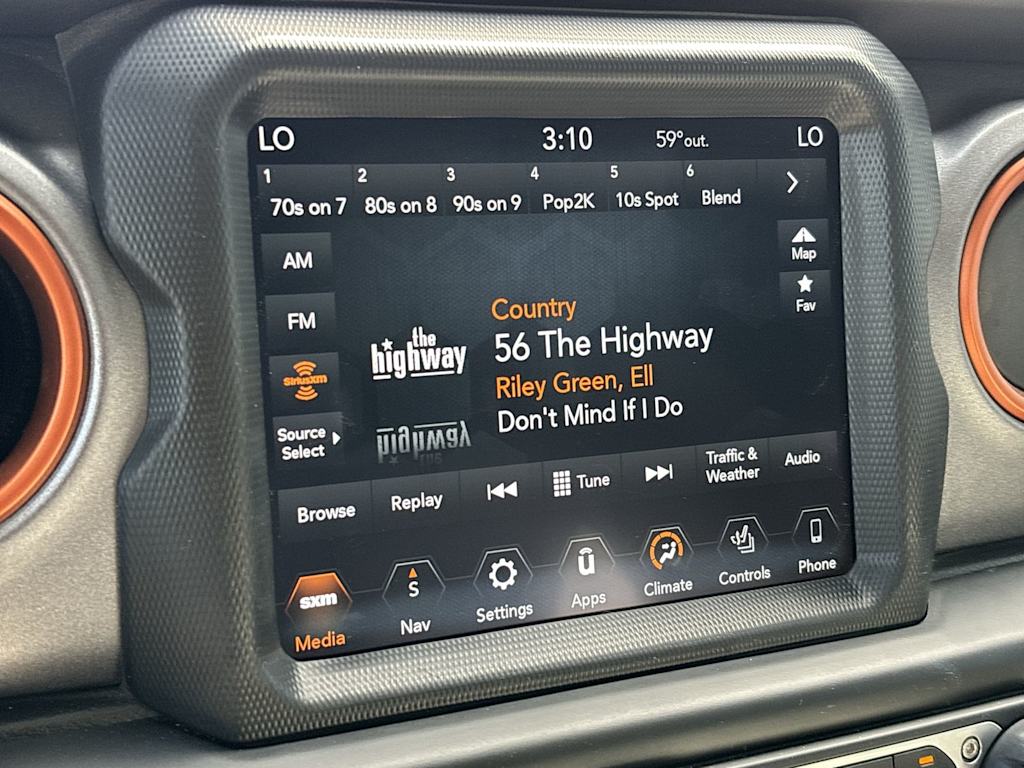 LO 3:10 59°out. LO
1 2 3 4 5 6
70s on 7 80s on 8 90s on 9 Pop2K 10s Spot Blend
AM
Map
FM
Fav
SiriusXM
Source
Select
the
highway
Country
56 The Highway
Riley Green, Ell
Don't Mind If I Do
Browse Replay Tune Traffic &
Weather Audio
sxm S
Media Nav Settings Apps Climate Controls Phone